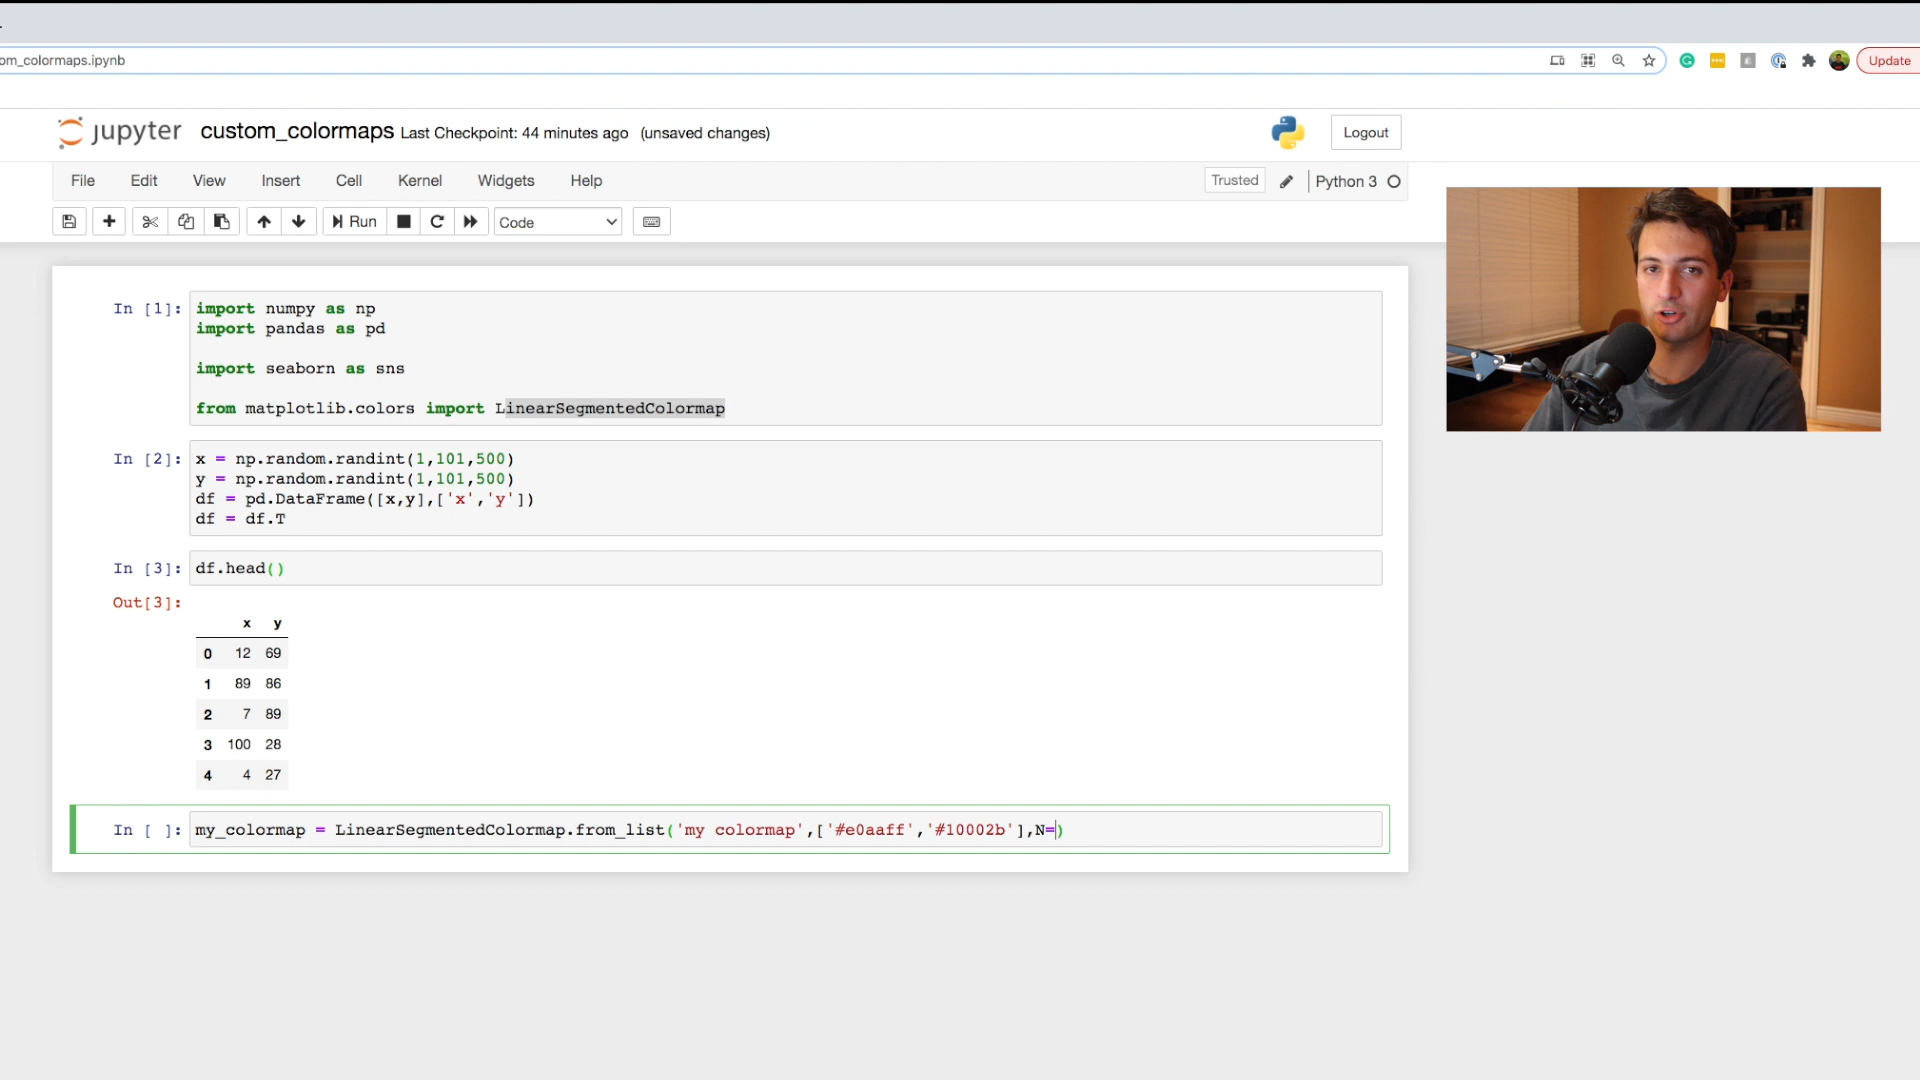 om_colormaps.ipynb
Update
jupyter custom_colormaps Last Checkpoint: 44 minutes ago (unsaved changes)
Logout
File Edit View Insert Cell Kernel Widgets Help
Trusted
Python 3
Run
Code
In [1]:
import numpy as np
import pandas as pd
import seaborn as sns
from matplotlib.colors import LinearSegmentedColormap
In [2]:
x = np.random.randint(1,101,500)
y = np.random.randint(1,101,500)
df = pd.DataFrame([x,y],['x','y'])
df = df.T
In [3]:
df.head()
Out[3]:
x y
0 12 69
1 89 86
2 7 89
3 100 28
4 4 27
In [ ]:
my_colormap = LinearSegmentedColormap.from_list('my colormap',['#e0aaff','#10002b'],N=)